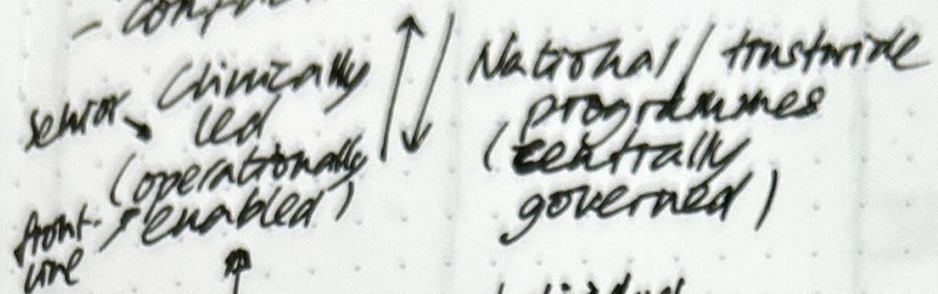 Clinically
led
(operationally
enabled)
senior
front-
line
National / trustwide
programmes
(centrally
governed)